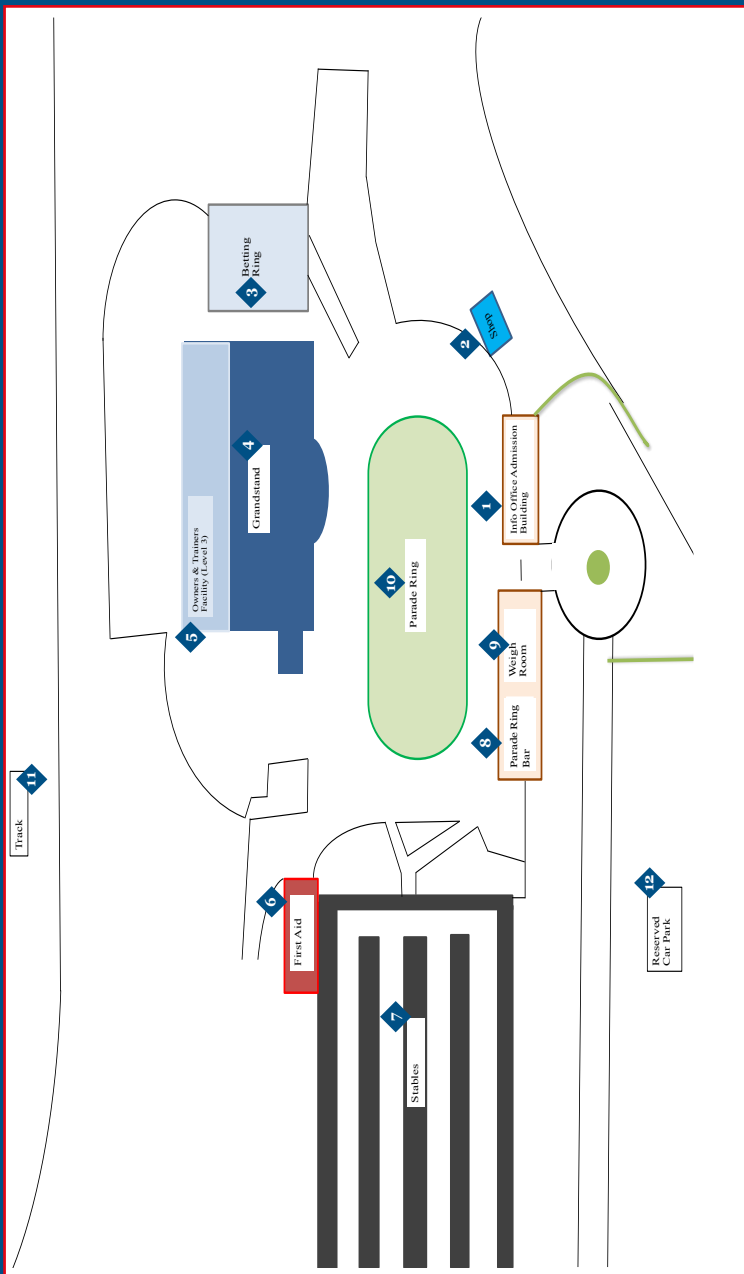 Track
11
Owners & Trainers
Facility (Level 3)
5
Grandstand
4
Betting
Ring
3
First Aid
6
Stables
7
Parade Ring
10
Shop
2
Parade Ring
Bar
8
Weigh
Room
9
Info Office Admission
Building
1
Reserved
Car Park
12